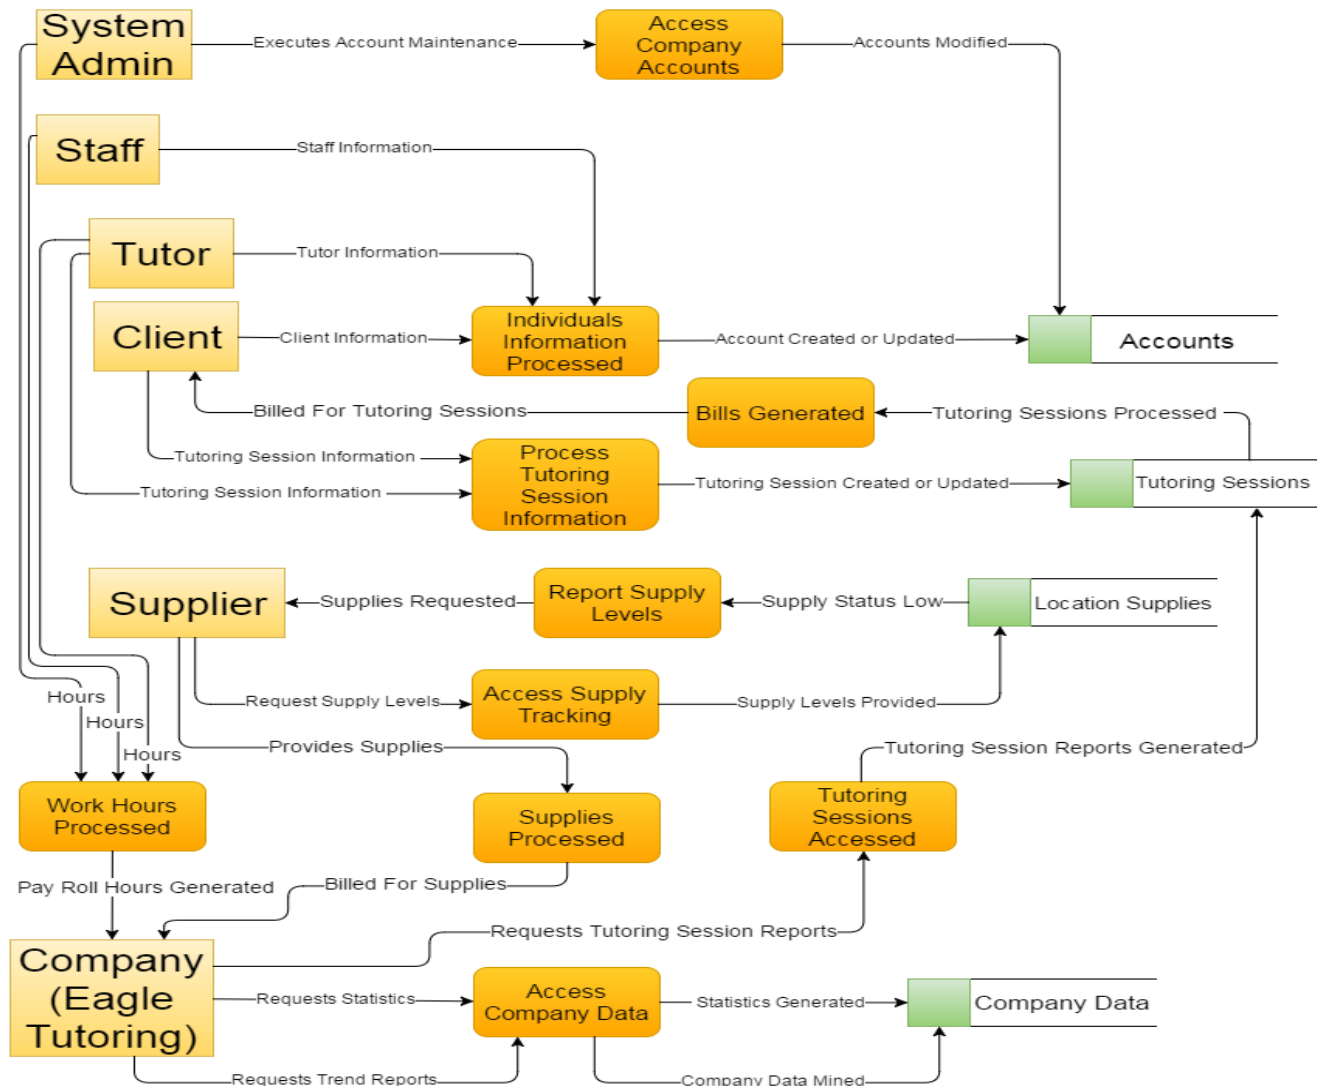 System
Admin
Executes Account Maintenance
Access
Company
Accounts
Accounts Modified
Staff
Staff Information
Tutor
Tutor Information
Client
Client Information
Individuals
Information
Processed
Account Created or Updated
Accounts
Billed For Tutoring Sessions
Bills Generated
Tutoring Sessions Processed
Tutoring Session Information
Tutoring Session Information
Process
Tutoring
Session
Information
Tutoring Session Created or Updated
Tutoring Sessions
Supplier
Supplies Requested
Report Supply
Levels
Supply Status Low
Location Supplies
Hours
Hours
Hours
Request Supply Levels
Access Supply
Tracking
Supply Levels Provided
Provides Supplies
Tutoring Session Reports Generated
Work Hours
Processed
Supplies
Processed
Tutoring
Sessions
Accessed
Pay Roll Hours Generated
Billed For Supplies
Requests Tutoring Session Reports
Company
(Eagle
Tutoring)
Requests Statistics
Access
Company Data
Statistics Generated
Company Data
Requests Trend Reports
Company Data Mined